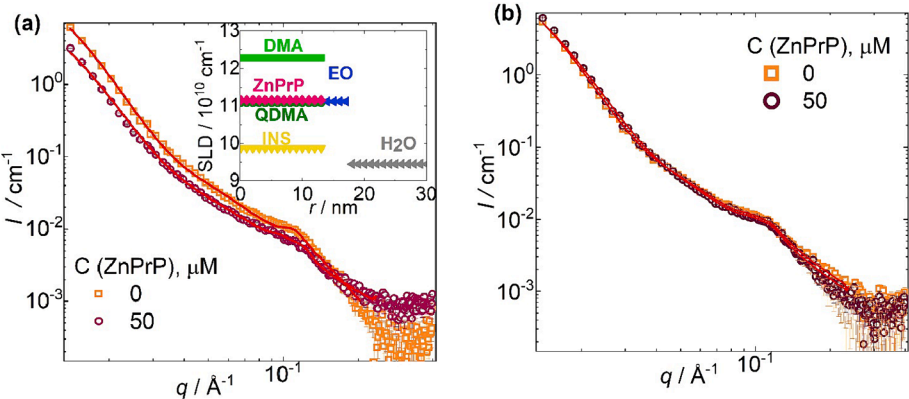 (a)
I / cm⁻¹
10⁰
10⁻¹
10⁻²
10⁻³
C (ZnPrP), μM
0
50
10⁻¹
q / Å⁻¹
SLD / 10¹⁰ cm⁻¹
13
12
11
10
9
DMA
ZnPrP
EO
QDMA
INS
H2O
0 10 20 30
r / nm
(b)
I / cm⁻¹
10⁰
10⁻¹
10⁻²
10⁻³
C (ZnPrP), μM
0
50
10⁻¹
q / Å⁻¹